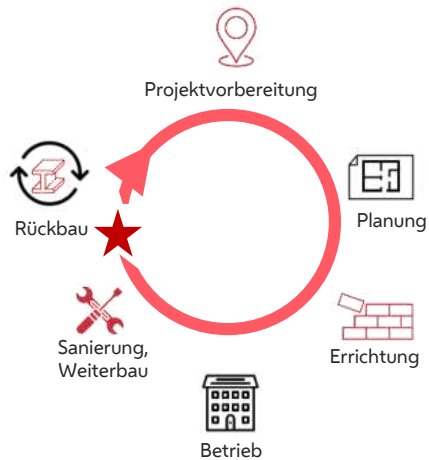 Projektvorbereitung
Planung
Errichtung
Betrieb
Sanierung,
Weiterbau
Rückbau